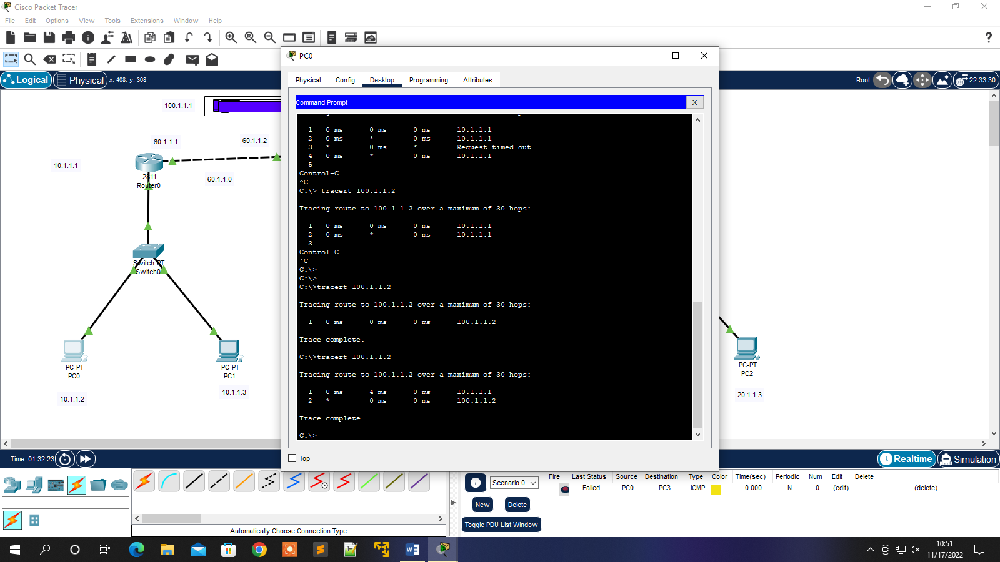 Cisco Packet Tracer
File Edit Options View Tools Extensions Window Help
?
PC0
Logical Physical x: 408, y: 368
Root 22:33:30
Physical Config Desktop Programming Attributes
Command Prompt X
1 0 ms 0 ms 0 ms 10.1.1.1
2 0 ms * 0 ms 10.1.1.1
3 * 0 ms * Request timed out.
4 0 ms * 0 ms 10.1.1.1
5
Control-C
^C
C:\> tracert 100.1.1.2
Tracing route to 100.1.1.2 over a maximum of 30 hops:
1 0 ms 0 ms 0 ms 10.1.1.1
2 0 ms * 0 ms 10.1.1.1
3
Control-C
^C
C:\>
C:\>
C:\>tracert 100.1.1.2
Tracing route to 100.1.1.2 over a maximum of 30 hops:
1 0 ms 0 ms 0 ms 100.1.1.2
Trace complete.
C:\>tracert 100.1.1.2
Tracing route to 100.1.1.2 over a maximum of 30 hops:
1 0 ms 4 ms 0 ms 10.1.1.1
2 * 0 ms 0 ms 100.1.1.2
Trace complete.
C:\>
Top
100.1.1.1
60.1.1.1
60.1.1.2
10.1.1.1
2811
Router0
60.1.1.0
Switch-PT
Switch0
PC-PT
PC0
10.1.1.2
PC-PT
PC1
10.1.1.3
PC-PT
PC2
20.1.1.3
Time: 01:32:23
Realtime Simulation
Scenario 0
New Delete
Toggle PDU List Window
Fire Last Status Source Destination Type Color Time(sec) Periodic Num Edit Delete
Failed PC0 PC3 ICMP 0.000 N 0 (edit) (delete)
Automatically Choose Connection Type
10:51
11/17/2022